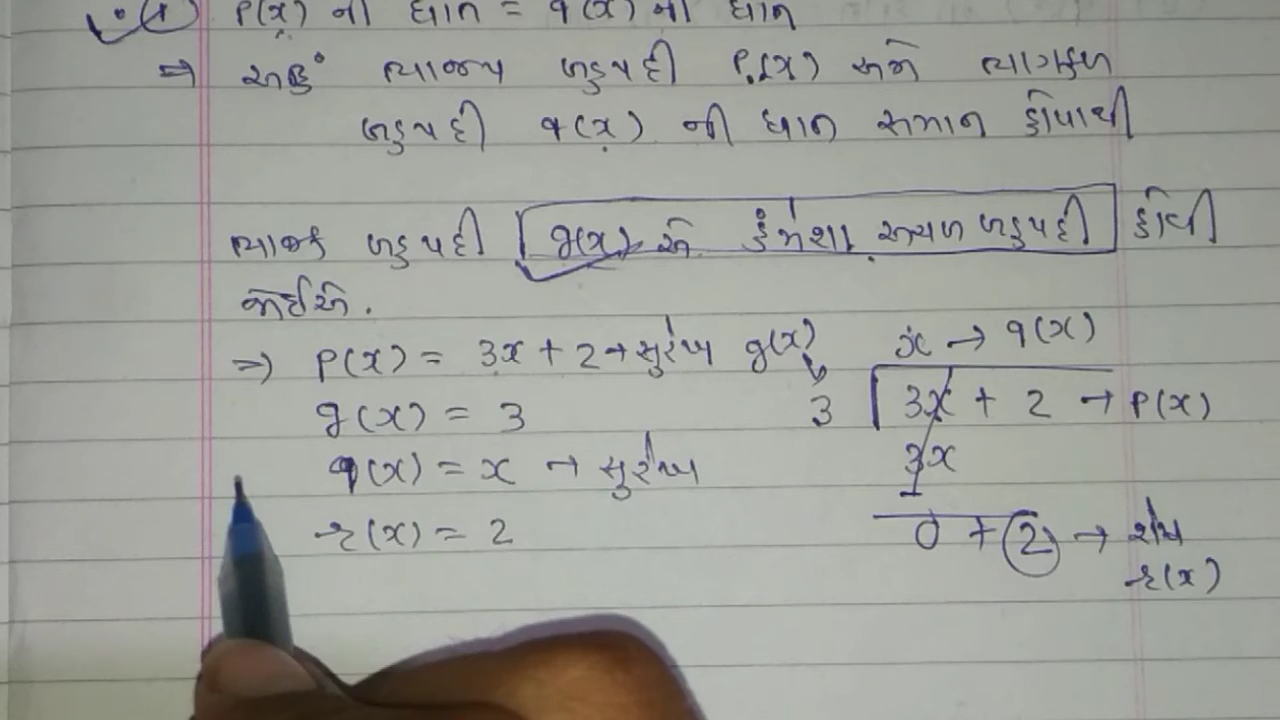 (1) P(x) ની ઘાત = q(x) ની ઘાત
⇒ અહીં ભાજ્ય બહુપદી P(x) અને ભાગફળ
બહુપદી q(x) ની ઘાત સમાન હોવાથી
ભાજક બહુપદી g(x) એ હંમેશા અચળ બહુપદી હોવી
જોઈએ.
⇒ P(x) = 3x + 2 → સુરેખ
g(x) = 3
q(x) = x → સુરેખ
r(x) = 2
x → q(x)
g(x)
3 3x + 2 → P(x)
3x
-
0 + 2 → શેષ
r(x)